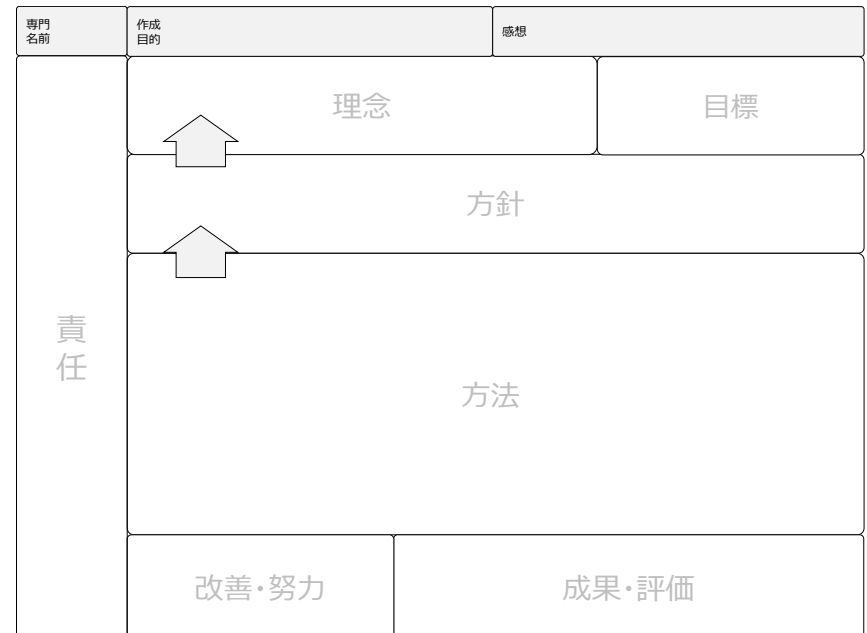 専門
名前
作成
目的
感想
理念
目標
方針
責
任
方法
改善・努力
成果・評価